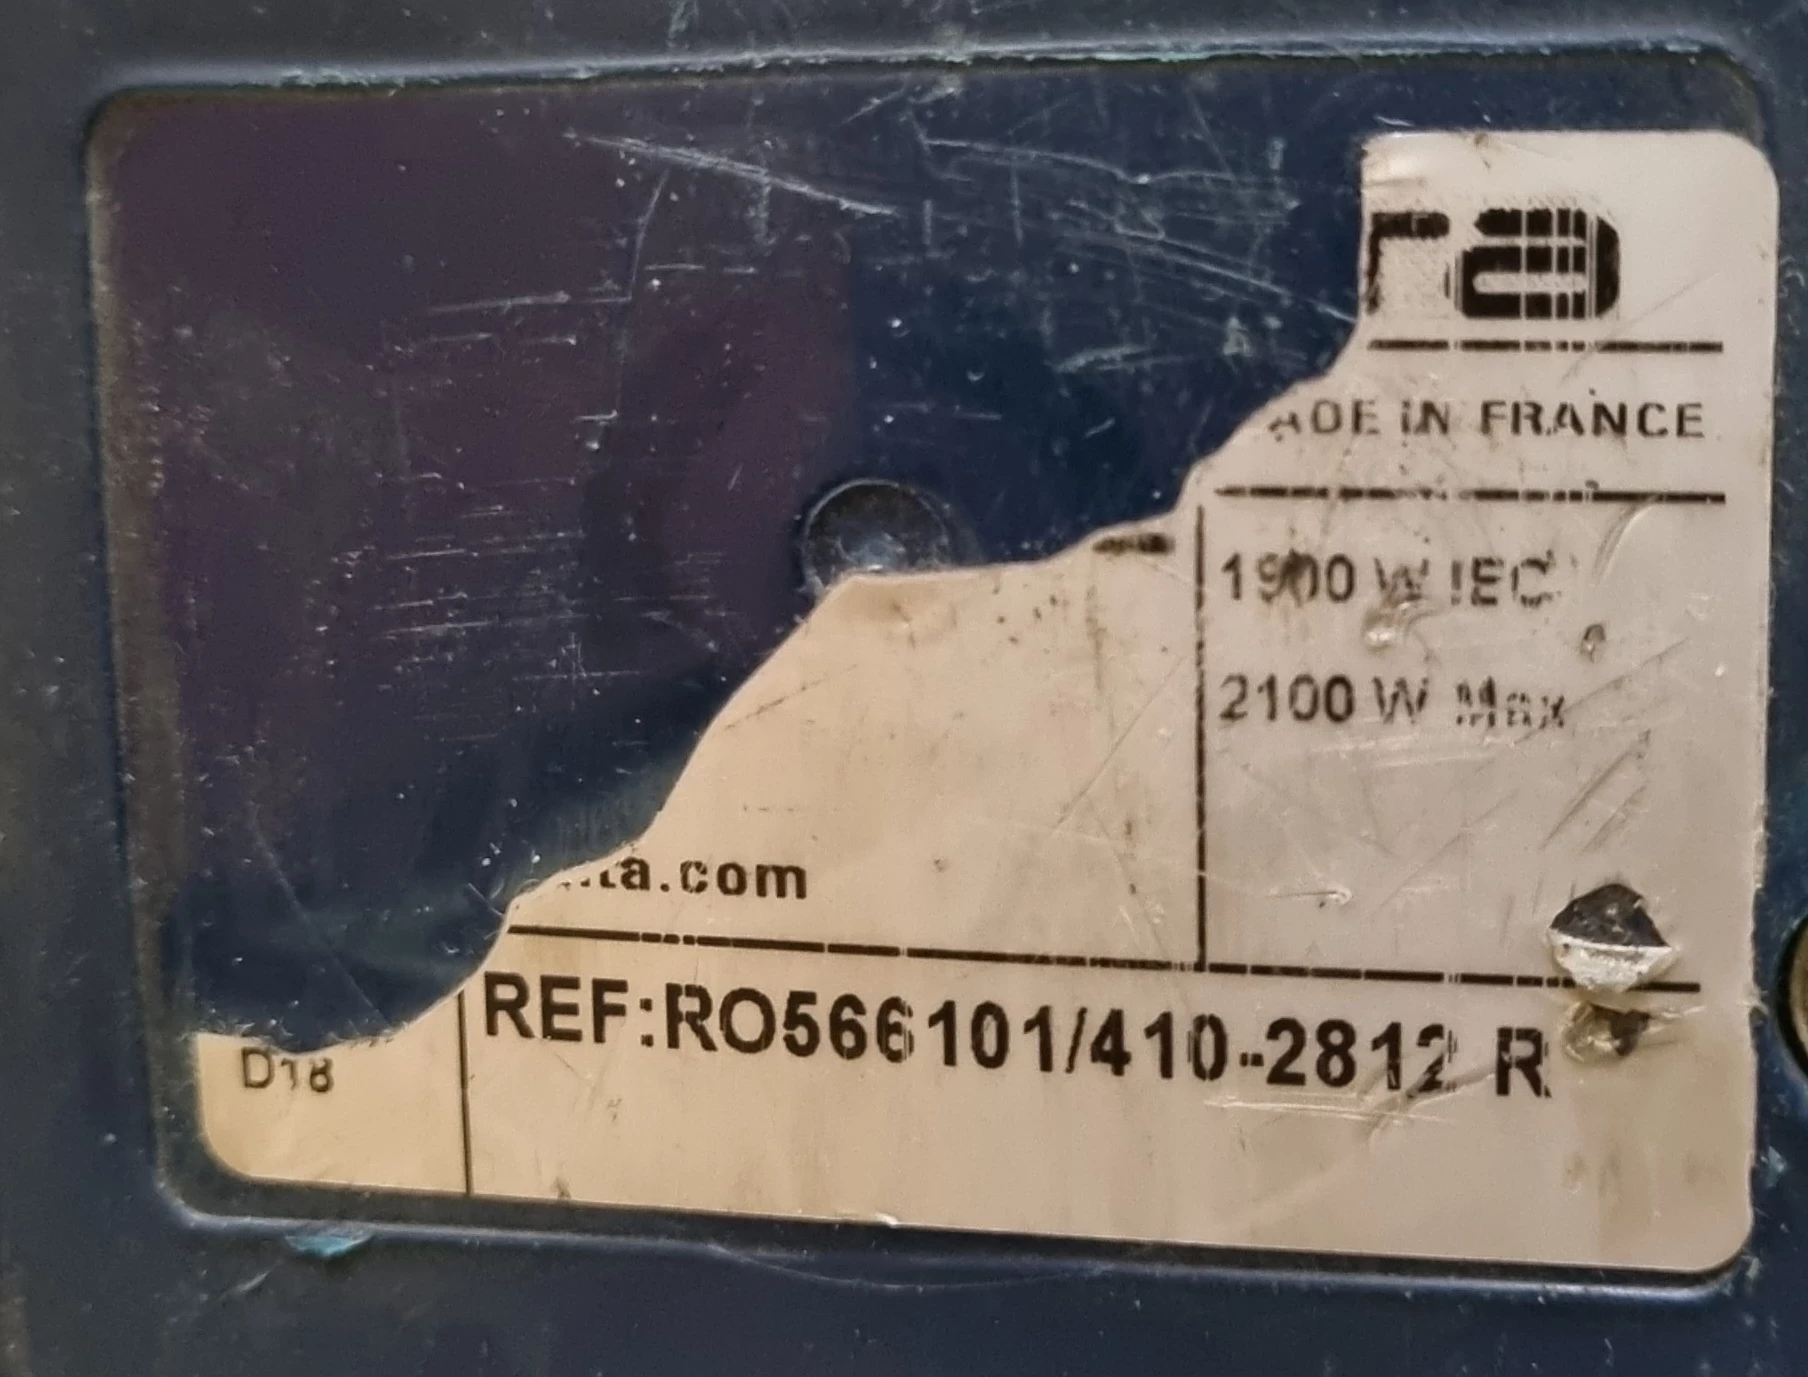 ra
ADE IN FRANCE
1900 W IEC
2100 W Max
ta.com
D18
REF:RO566101/410-2812 R